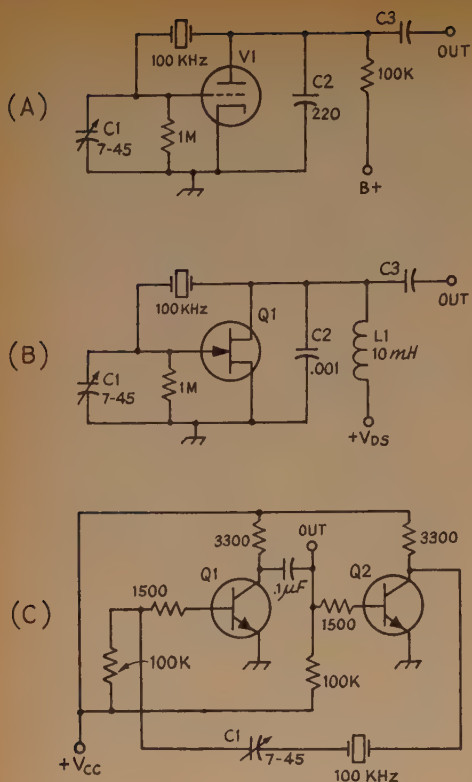 (A)
100 KHz
V1
C3
OUT
C1
7-45
1M
C2
220
100K
B+
(B)
100 KHz
Q1
C3
OUT
C1
7-45
1M
C2
.001
L1
10 mH
+VDS
(C)
3300
OUT
3300
Q1
.1µF
Q2
1500
1500
100K
100K
C1
7-45
+VCC
100 KHz